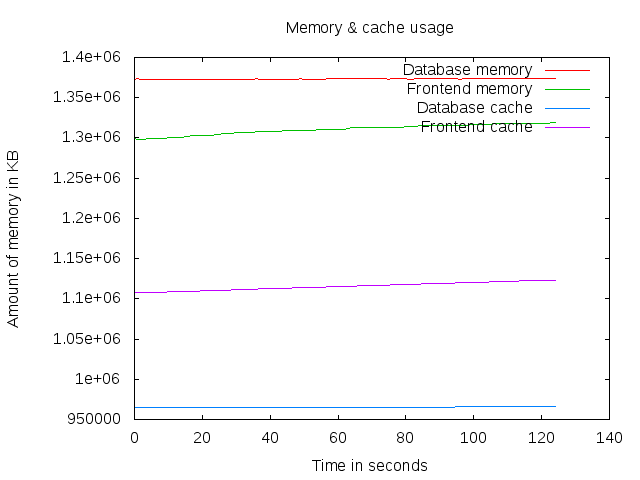 Memory & cache usage
1.4e+06
1.35e+06
1.3e+06
1.25e+06
1.2e+06
1.15e+06
1.1e+06
1.05e+06
1e+06
950000
Amount of memory in KB
Database memory
Frontend memory
Database cache
Frontend cache
0 20 40 60 80 100 120 140
Time in seconds